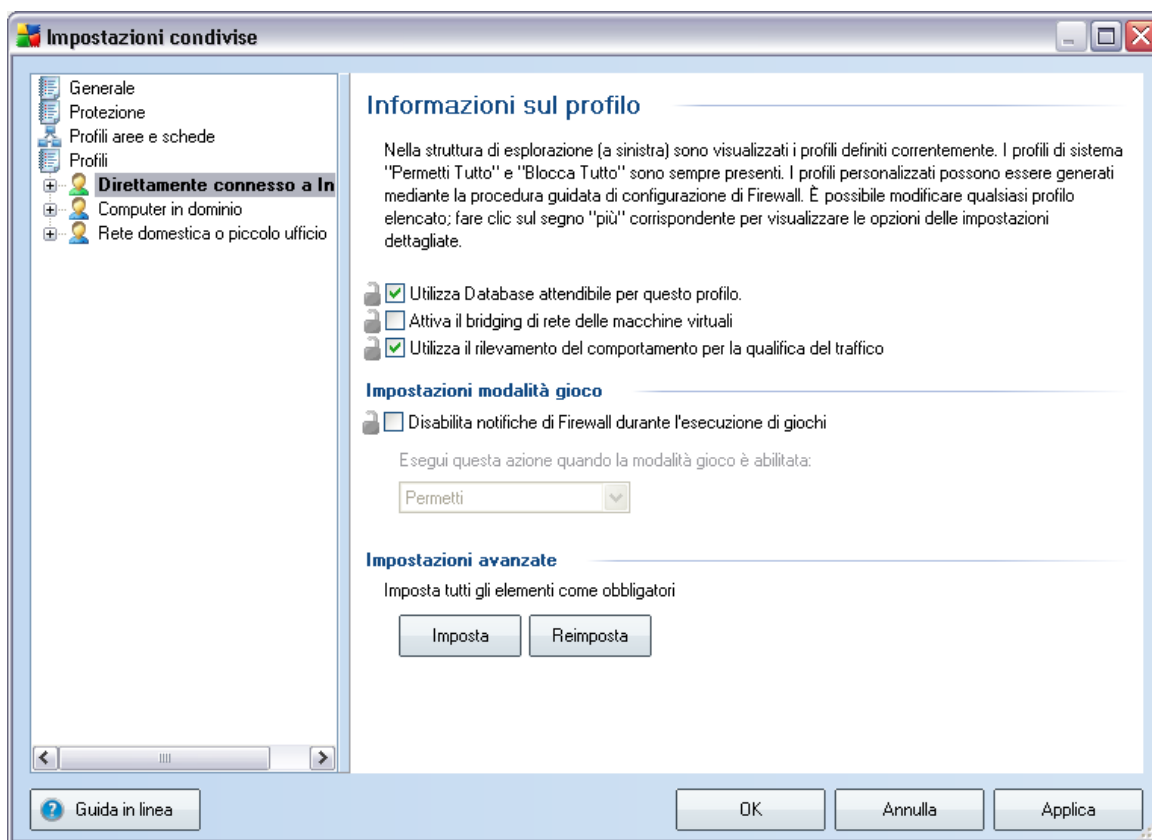 Impostazioni condivise
Generale
Protezione
Profili aree e schede
Profili
Direttamente connesso a In
Computer in dominio
Rete domestica o piccolo ufficio
Informazioni sul profilo
Nella struttura di esplorazione (a sinistra) sono visualizzati i profili definiti correntemente. I profili di sistema
"Permetti Tutto" e "Blocca Tutto" sono sempre presenti. I profili personalizzati possono essere generati
mediante la procedura guidata di configurazione di Firewall. È possibile modificare qualsiasi profilo
elencato; fare clic sul segno "più" corrispondente per visualizzare le opzioni delle impostazioni
dettagliate.
Utilizza Database attendibile per questo profilo.
Attiva il bridging di rete delle macchine virtuali
Utilizza il rilevamento del comportamento per la qualifica del traffico
Impostazioni modalità gioco
Disabilita notifiche di Firewall durante l'esecuzione di giochi
Esegui questa azione quando la modalità gioco è abilitata:
Permetti
Impostazioni avanzate
Imposta tutti gli elementi come obbligatori
Imposta
Reimposta
Guida in linea
OK
Annulla
Applica